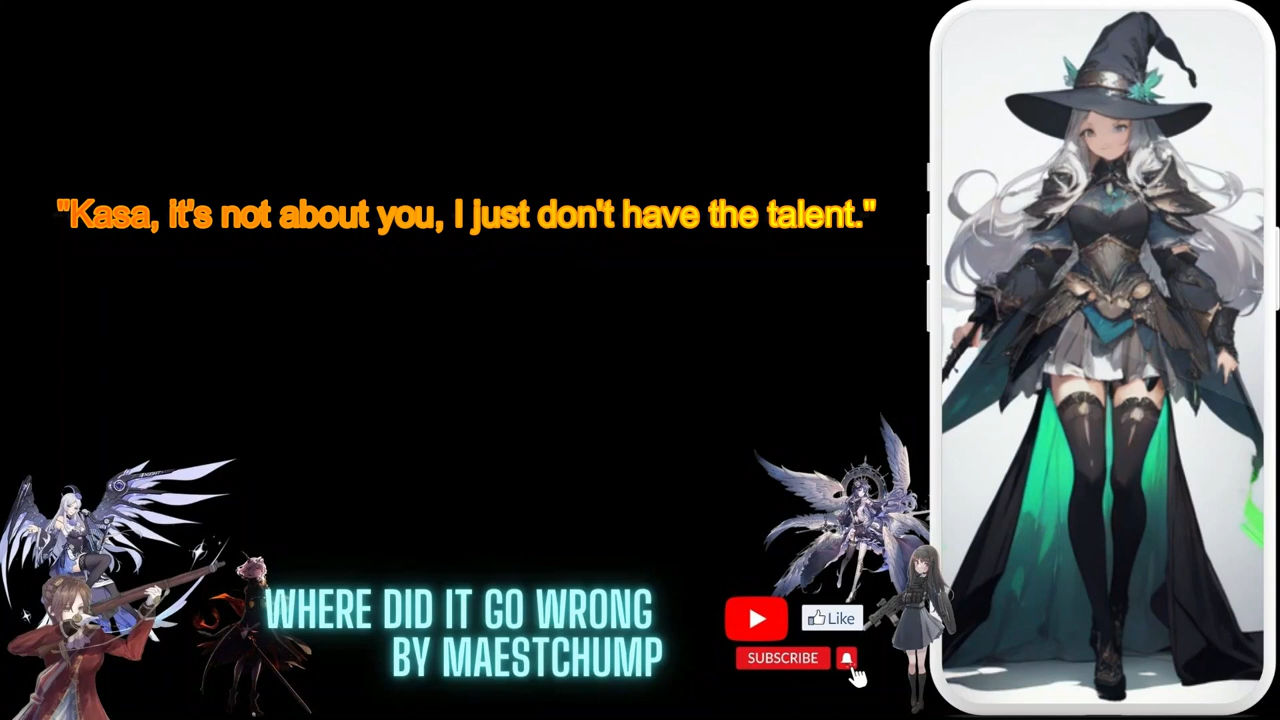 "Kasa, it's not about you, I just don't have the talent."
WHERE DID IT GO WRONG
BY MAESTCHUMP
Like
SUBSCRIBE